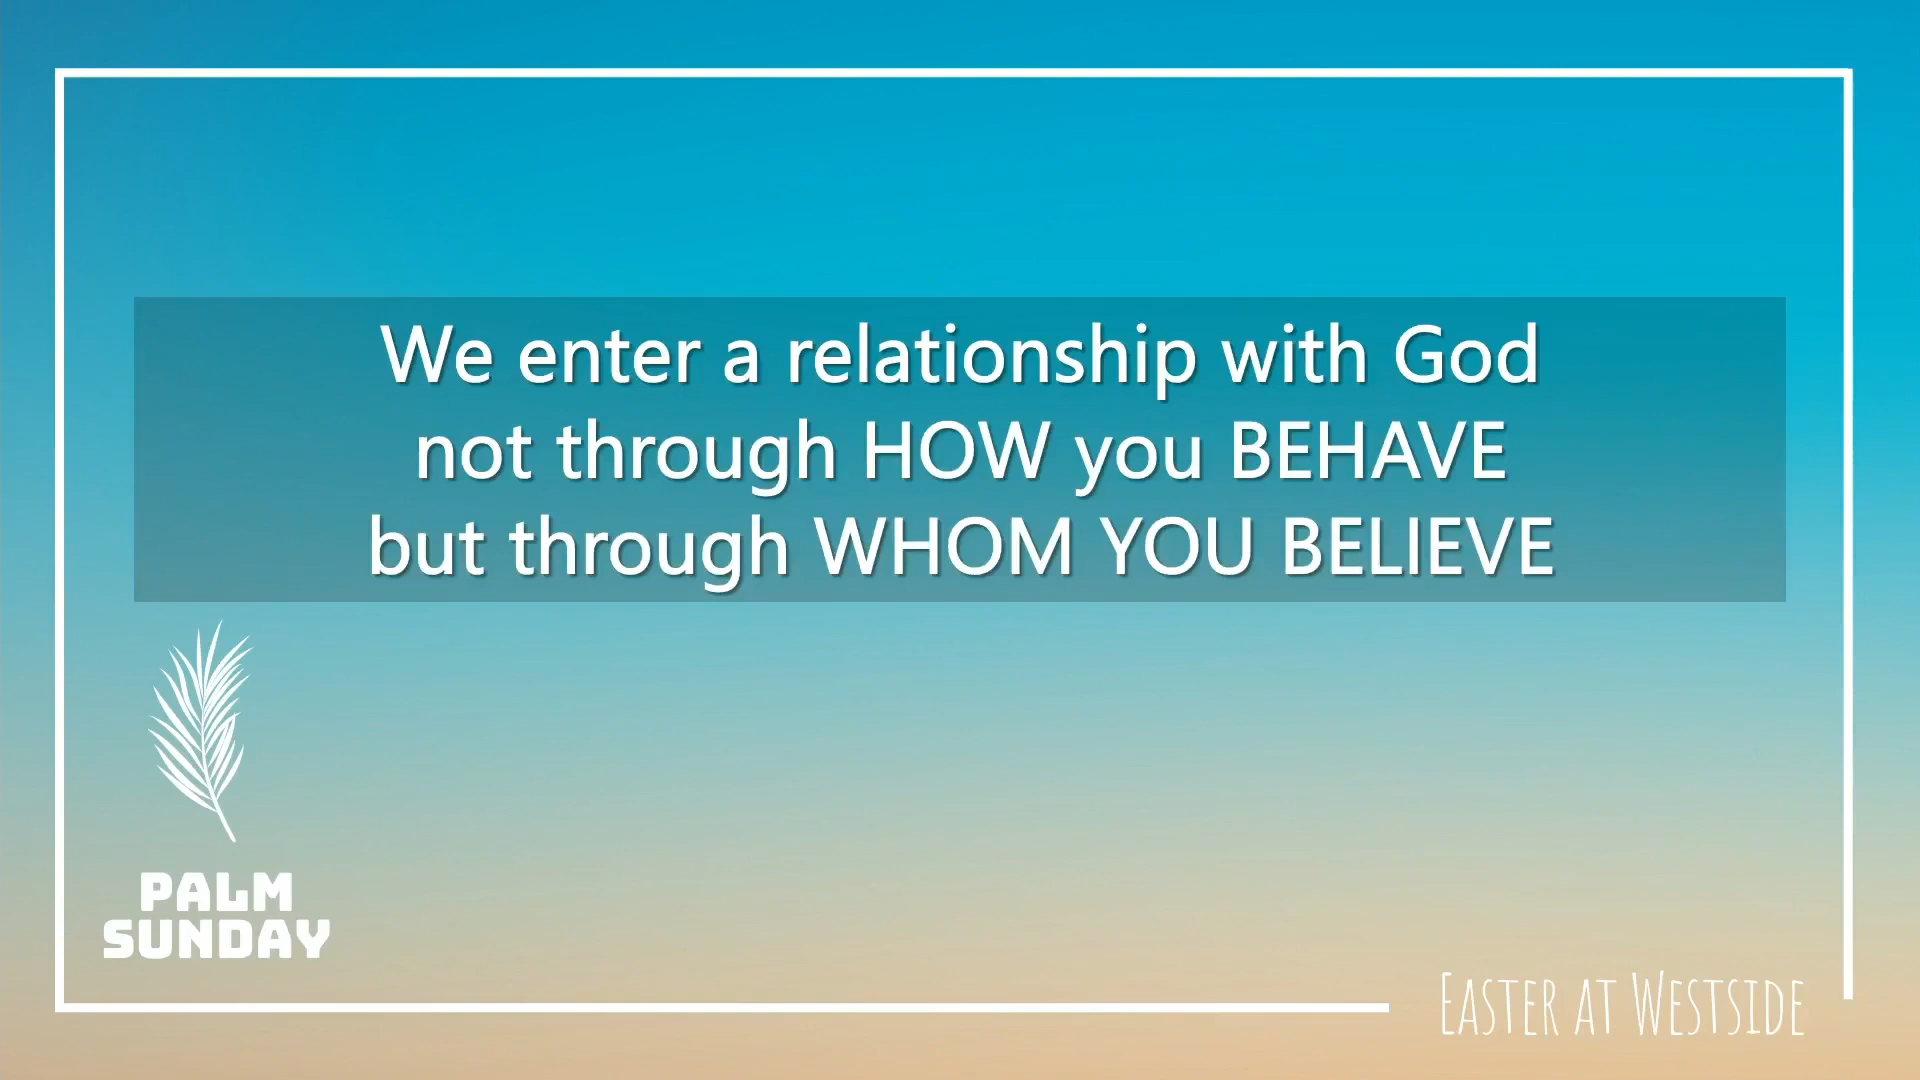 We enter a relationship with God
not through HOW you BEHAVE
but through WHOM YOU BELIEVE
PALM
SUNDAY
EASTER AT WESTSIDE